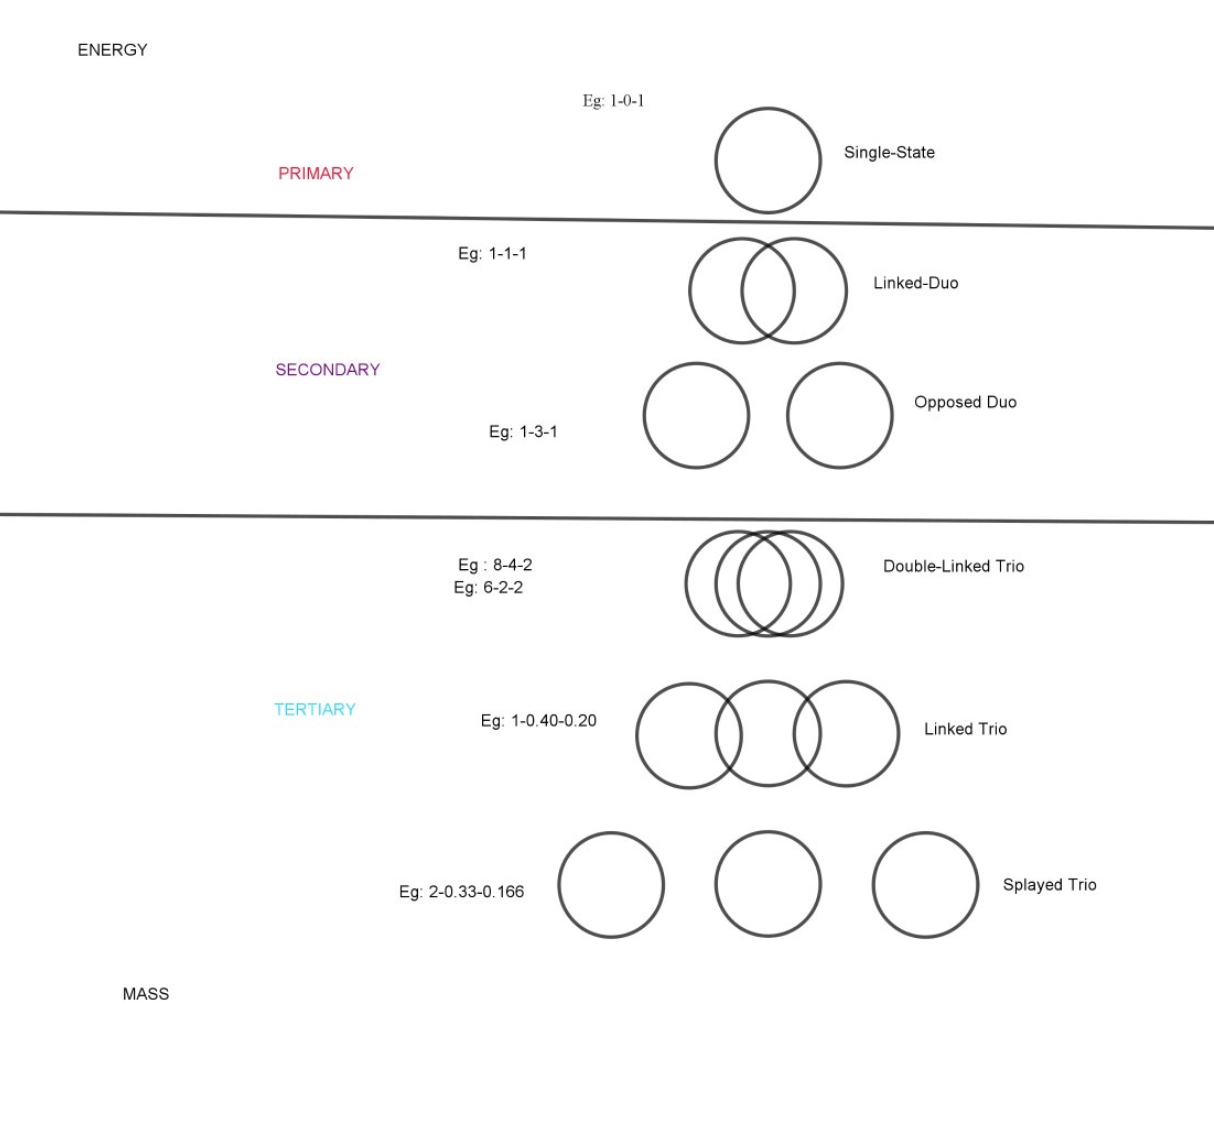 ENERGY
Eg: 1-0-1
Single-State
PRIMARY
Eg: 1-1-1
Linked-Duo
SECONDARY
Opposed Duo
Eg: 1-3-1
Eg : 8-4-2
Double-Linked Trio
Eg: 6-2-2
TERTIARY
Eg: 1-0.40-0.20
Linked Trio
Eg: 2-0.33-0.166
Splayed Trio
MASS